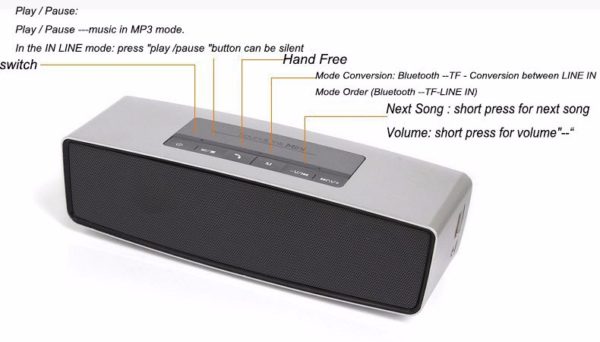 Play / Pause:
Play / Pause ---music in MP3 mode.
In the IN LINE mode: press "play /pause "button can be silent
switch
Hand Free
Mode Conversion: Bluetooth --TF - Conversion between LINE IN
Mode Order (Bluetooth --TF-LINE IN)
Next Song : short press for next song
Volume: short press for volume"--“
Mini
M